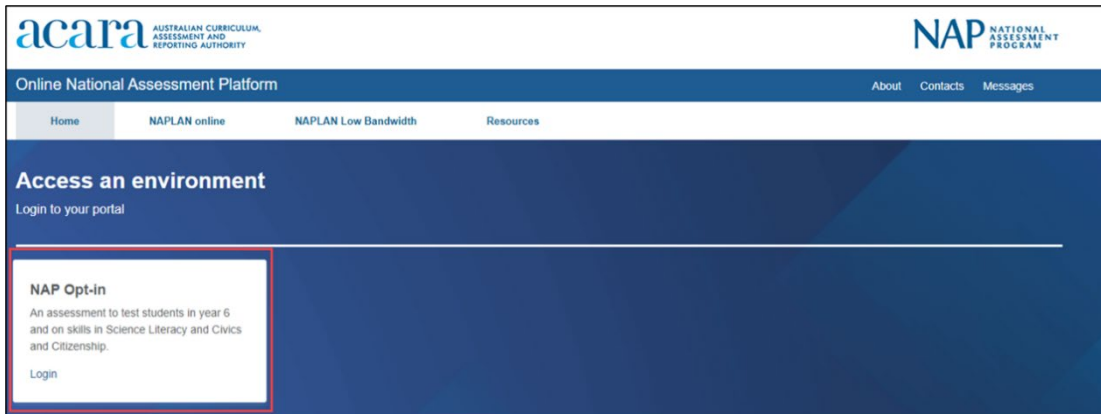 acara AUSTRALIAN CURRICULUM,
ASSESSMENT AND
REPORTING AUTHORITY
NAP NATIONAL
ASSESSMENT
PROGRAM
Online National Assessment Platform
About Contacts Messages
Home NAPLAN online NAPLAN Low Bandwidth Resources
Access an environment
Login to your portal
NAP Opt-in
An assessment to test students in year 6
and on skills in Science Literacy and Civics
and Citizenship.
Login